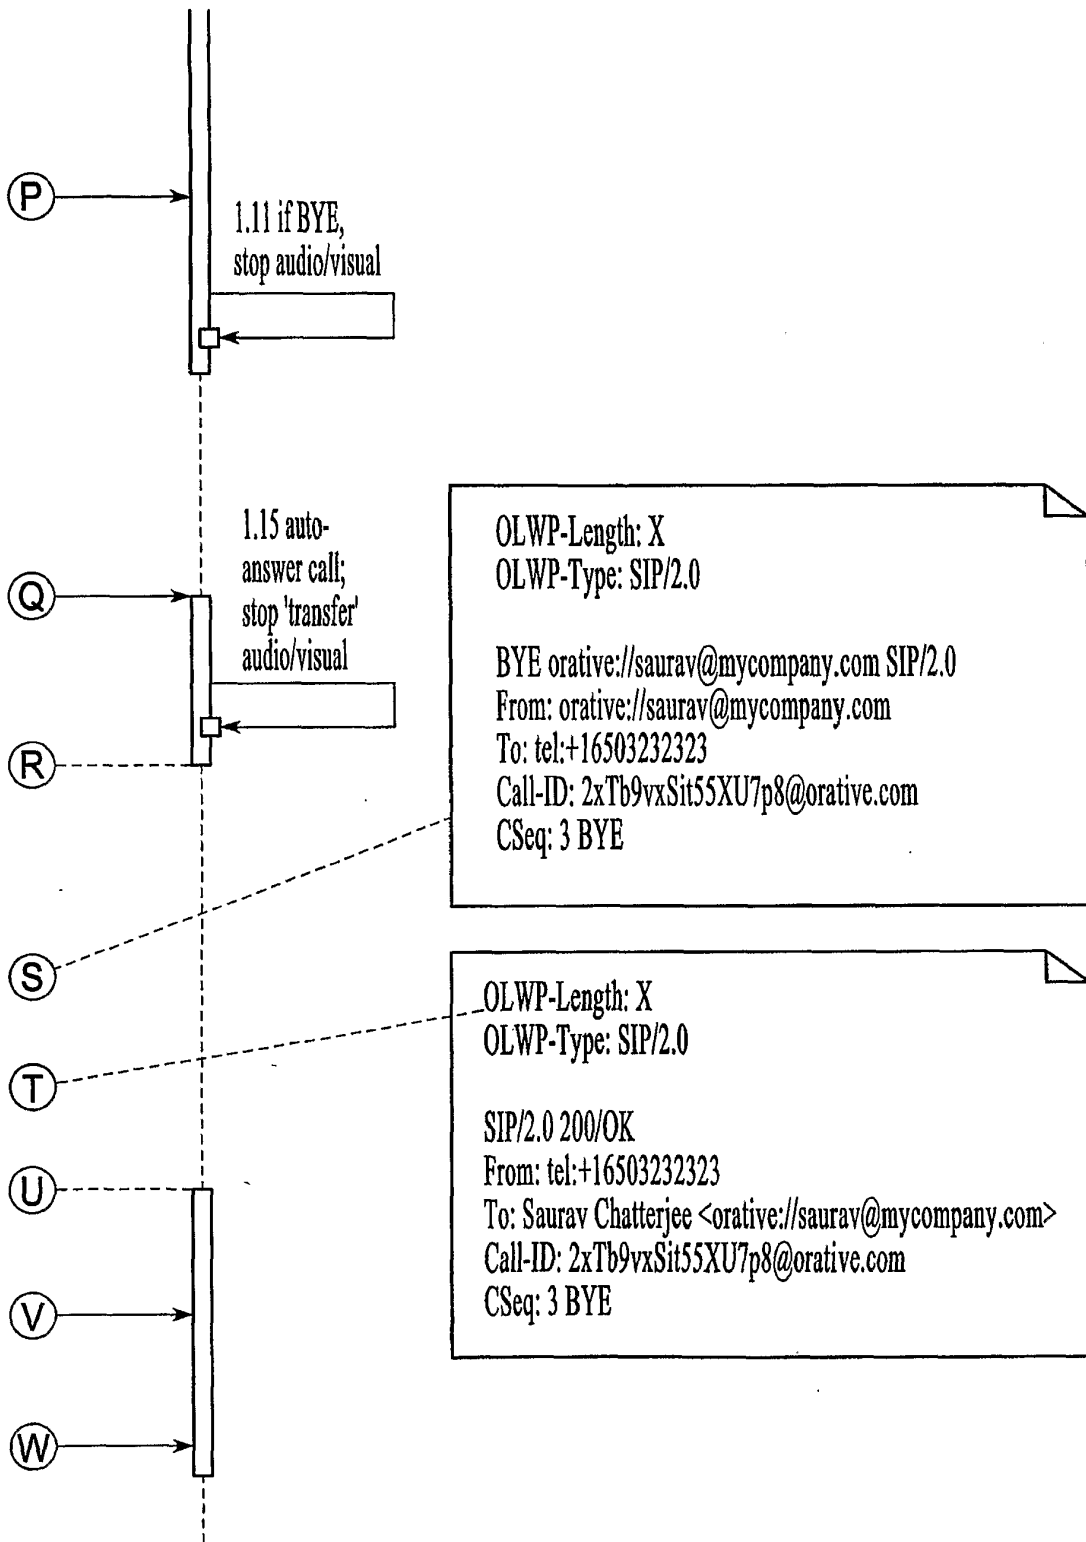 P
1.11 if BYE,
stop audio/visual
Q
1.15 auto-
answer call;
stop 'transfer'
audio/visual
R
OLWP-Length: X
OLWP-Type: SIP/2.0
BYE orative://saurav@mycompany.com SIP/2.0
From: orative://saurav@mycompany.com
To: tel:+16503232323
Call-ID: 2xTb9vxSit55XU7p8@orative.com
CSeq: 3 BYE
S
OLWP-Length: X
OLWP-Type: SIP/2.0
SIP/2.0 200/OK
From: tel:+16503232323
To: Saurav Chatterjee <orative://saurav@mycompany.com>
Call-ID: 2xTb9vxSit55XU7p8@orative.com
CSeq: 3 BYE
T
U
V
W